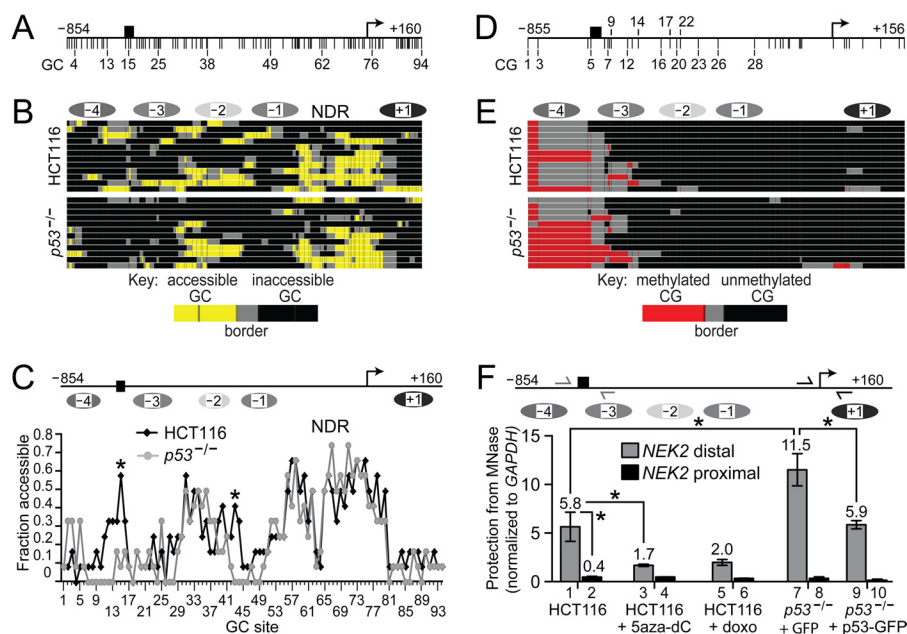 A
−854
+160
GC
4 13 15 25 38 49 62 76 94
B
−4 −3 −2 −1 NDR +1
HCT116
p53−/−
Key: accessible GC inaccessible GC
border
C
−854
+160
−4 −3 −2 −1 +1
HCT116
p53−/−
NDR
*
*
Fraction accessible
0.8
0.7
0.6
0.5
0.4
0.3
0.2
0.1
0
1 5 9 15 21 25 31 37 41 45 49 53 57 61 65 69 73 77 81 85 89 93
GC site
D
−855
9 14 17 22
+156
CG
1 3 5 7 12 16 20 23 26 28
E
−4 −3 −2 −1 +1
HCT116
p53−/−
Key: methylated CG unmethylated CG
border
F
−854
+160
−4 −3 −2 −1 +1
NEK2 distal
NEK2 proximal
Protection from MNase
(normalized to GAPDH)
15
10
5
0
5.8 0.4 1.7 2.0 11.5 5.9
* * * *
1 2 3 4 5 6 7 8 9 10
HCT116
HCT116 + 5aza-dC
HCT116 + doxo
p53−/− + GFP
p53−/− + p53-GFP